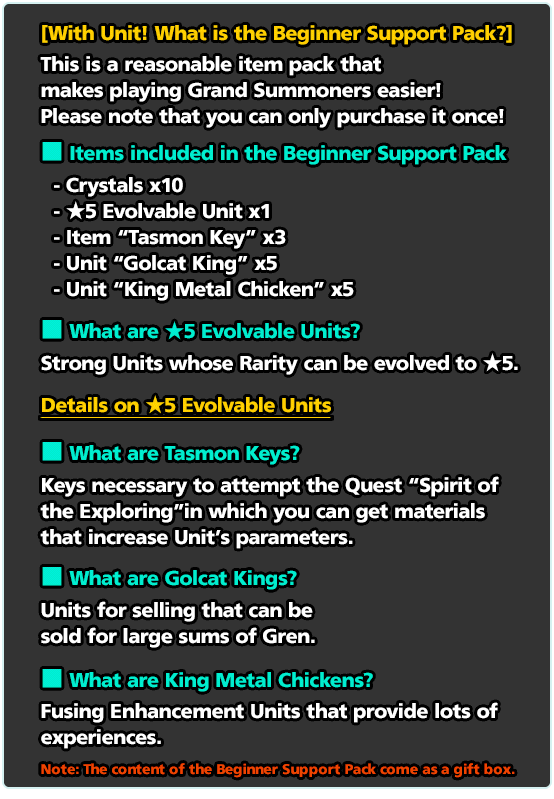 [With Unit! What is the Beginner Support Pack?]
This is a reasonable item pack that
makes playing Grand Summoners easier!
Please note that you can only purchase it once!
■ Items included in the Beginner Support Pack
- Crystals x10
- ★5 Evolvable Unit x1
- Item “Tasmon Key” x3
- Unit “Golcat King” x5
- Unit “King Metal Chicken” x5
■ What are ★5 Evolvable Units?
Strong Units whose Rarity can be evolved to ★5.
Details on ★5 Evolvable Units
■ What are Tasmon Keys?
Keys necessary to attempt the Quest “Spirit of
the Exploring”in which you can get materials
that increase Unit’s parameters.
■ What are Golcat Kings?
Units for selling that can be
sold for large sums of Gren.
■ What are King Metal Chickens?
Fusing Enhancement Units that provide lots of
experiences.
Note: The content of the Beginner Support Pack come as a gift box.